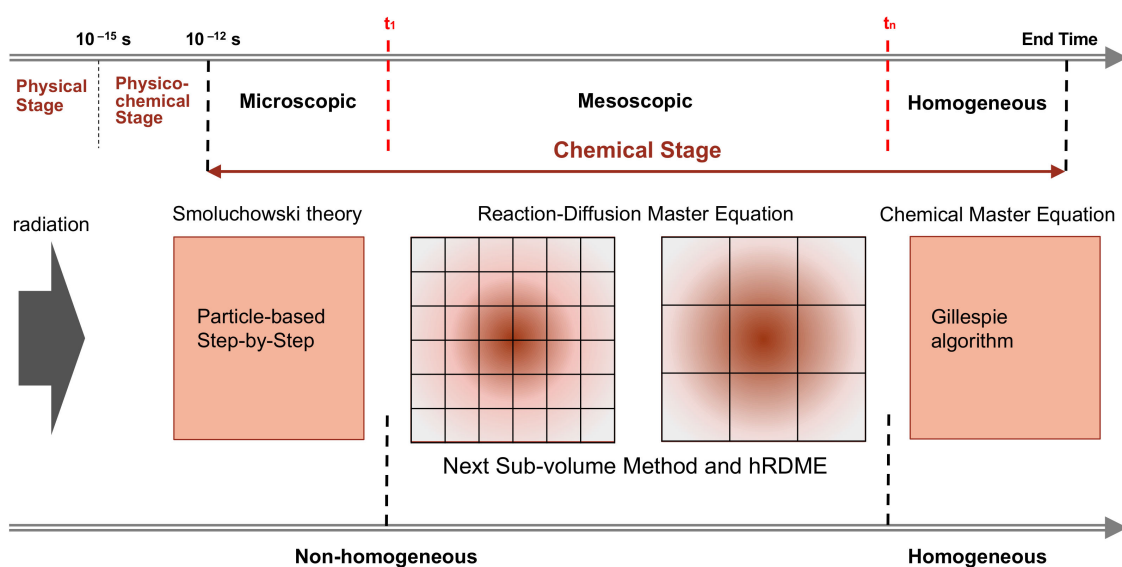 t1
tn
10⁻¹⁵ s
10⁻¹² s
End Time
Physical
Stage
Physico-
chemical
Stage
Microscopic
Mesoscopic
Homogeneous
Chemical Stage
radiation
Smoluchowski theory
Reaction-Diffusion Master Equation
Chemical Master Equation
Particle-based
Step-by-Step
Gillespie
algorithm
Next Sub-volume Method and hRDME
Non-homogeneous
Homogeneous